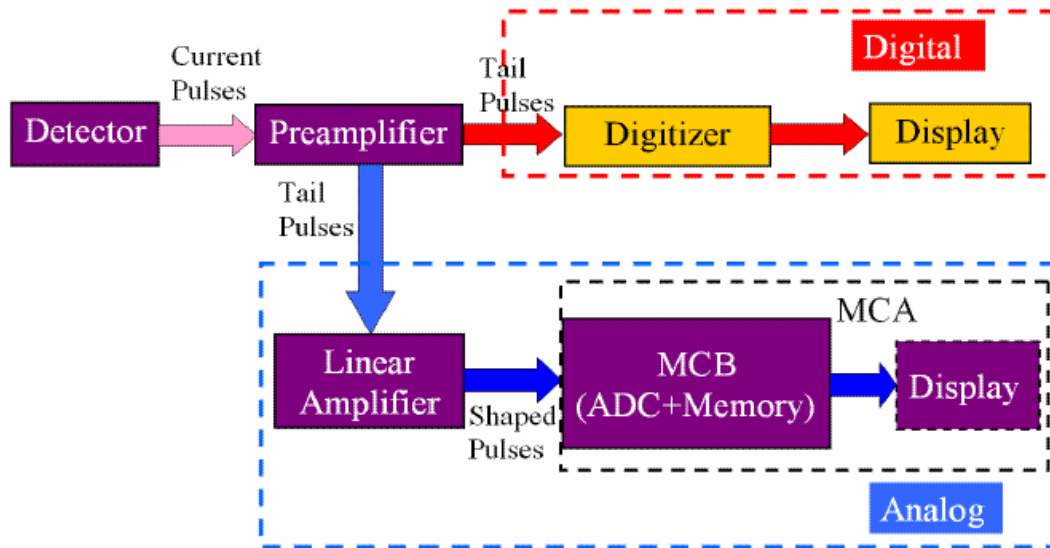 Digital
Current
Pulses
Tail
Pulses
Detector
Preamplifier
Digitizer
Display
Tail
Pulses
MCA
Linear
Amplifier
Shaped
Pulses
MCB
(ADC+Memory)
Display
Analog